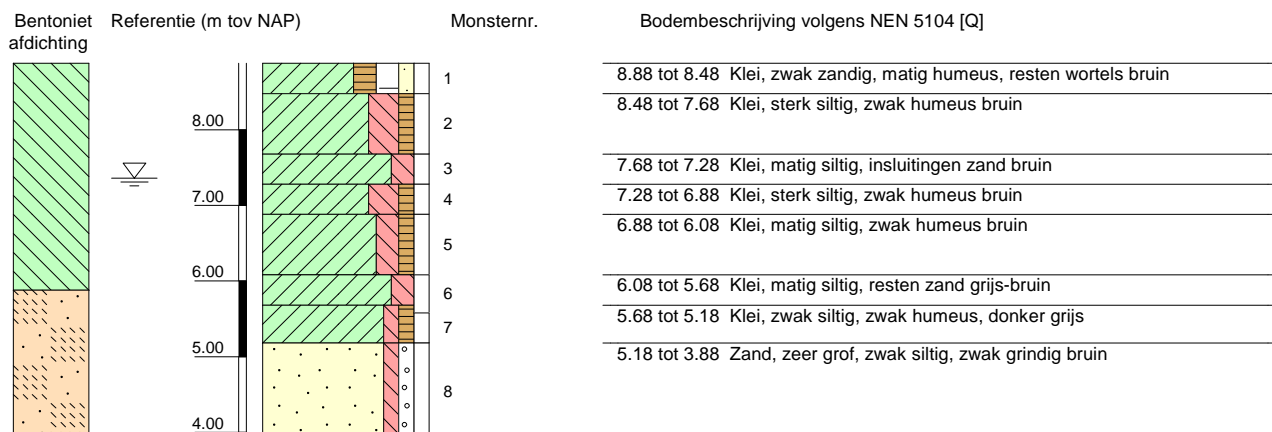 Bentoniet Referentie (m tov NAP) Monsternr. Bodembeschrijving volgens NEN 5104 [Q]
afdichting
1 8.88 tot 8.48 Klei, zwak zandig, matig humeus, resten wortels bruin
8.00 2 8.48 tot 7.68 Klei, sterk siltig, zwak humeus bruin
3 7.68 tot 7.28 Klei, matig siltig, insluitingen zand bruin
7.00 4 7.28 tot 6.88 Klei, sterk siltig, zwak humeus bruin
5 6.88 tot 6.08 Klei, matig siltig, zwak humeus bruin
6.00 6 6.08 tot 5.68 Klei, matig siltig, resten zand grijs-bruin
7 5.68 tot 5.18 Klei, zwak siltig, zwak humeus, donker grijs
5.00 5.18 tot 3.88 Zand, zeer grof, zwak siltig, zwak grindig bruin
8
4.00